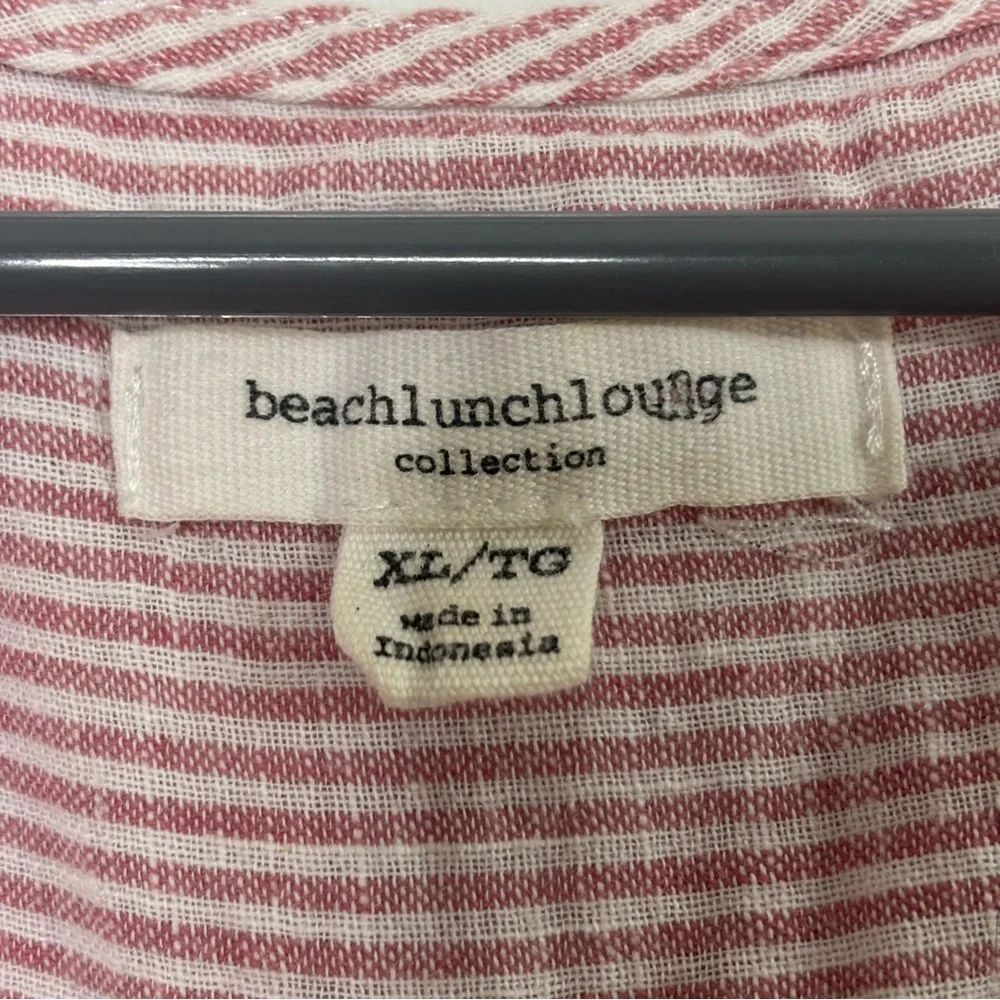 beachlunchlounge
collection
XL/TG
Made in
Indonesia